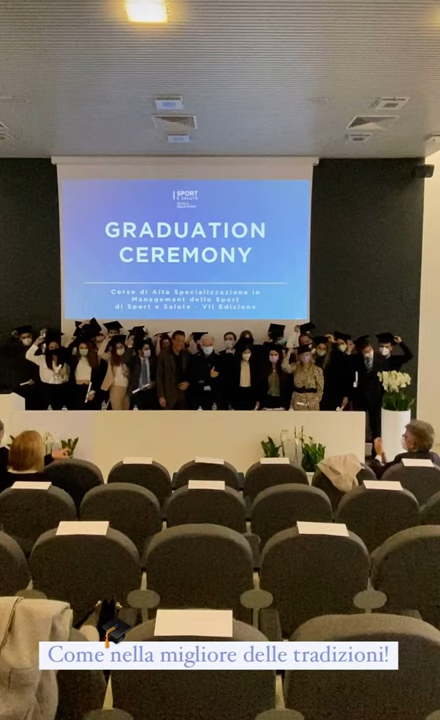 SPORT
E SALUTE
GRADUATION
CEREMONY
Corso di Alta Specializzazione in
Management dello Sport
di Sport e Salute - VII Edizione
Come nella migliore delle tradizioni!